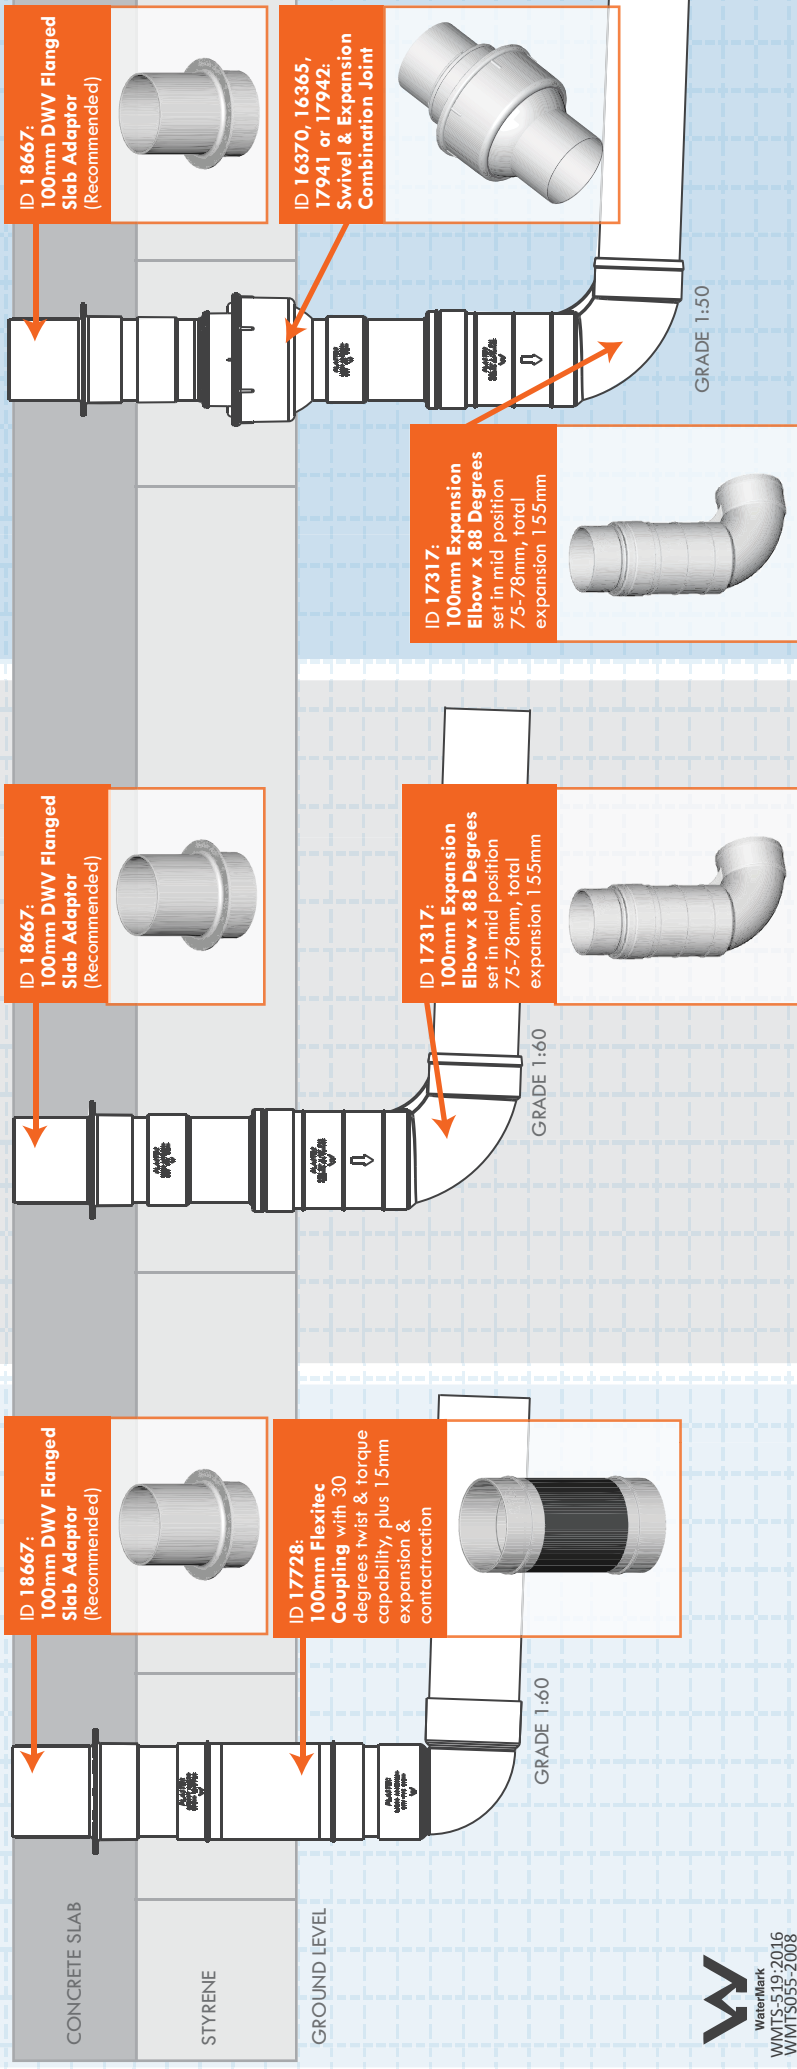 ID 18667:
100mm DWV Flanged
Slab Adaptor
(Recommended)
ID 17728:
100mm Flexitec
Coupling with 30
degrees twist & torque
capability, plus 15mm
expansion &
contactraction
GRADE 1:60
CONCRETE SLAB
STYRENE
GROUND LEVEL
WaterMark
WMTS-519:2016
WMTS055-2008
ID 18667:
100mm DWV Flanged
Slab Adaptor
(Recommended)
ID 17317:
100mm Expansion
Elbow x 88 Degrees
set in mid position
75-78mm, total
expansion 155mm
GRADE 1:60
ID 18667:
100mm DWV Flanged
Slab Adaptor
(Recommended)
ID 16370, 16365,
17941 or 17942:
Swivel & Expansion
Combination Joint
ID 17317:
100mm Expansion
Elbow x 88 Degrees
set in mid position
75-78mm, total
expansion 155mm
GRADE 1:50